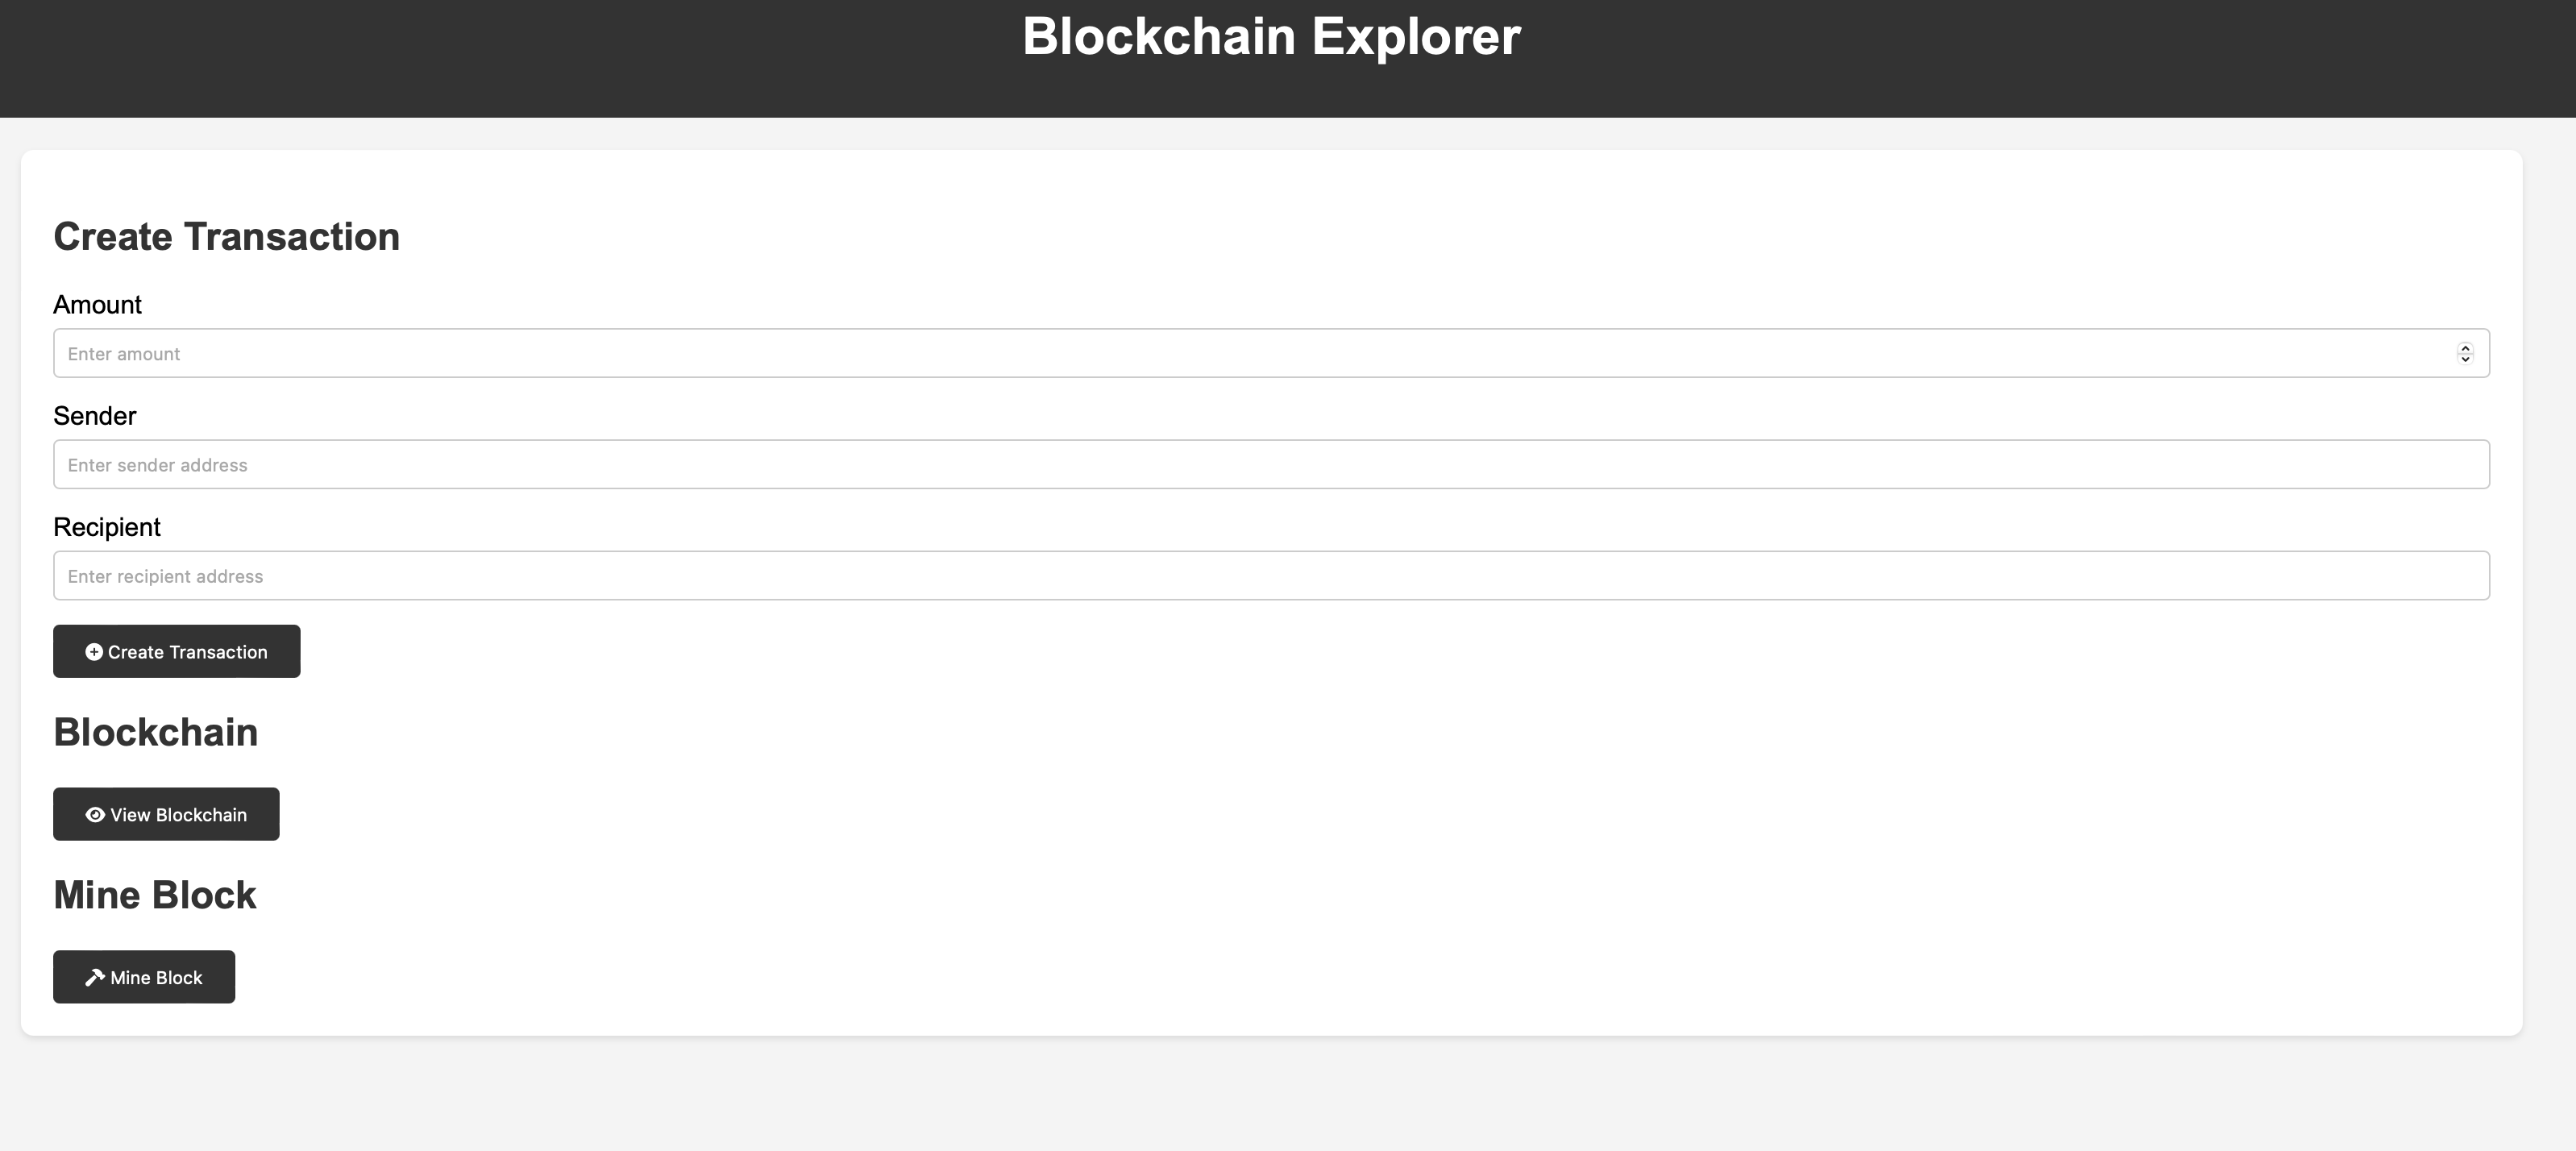 Blockchain Explorer
Create Transaction
Amount
Enter amount
Sender
Enter sender address
Recipient
Enter recipient address
Create Transaction
Blockchain
View Blockchain
Mine Block
Mine Block